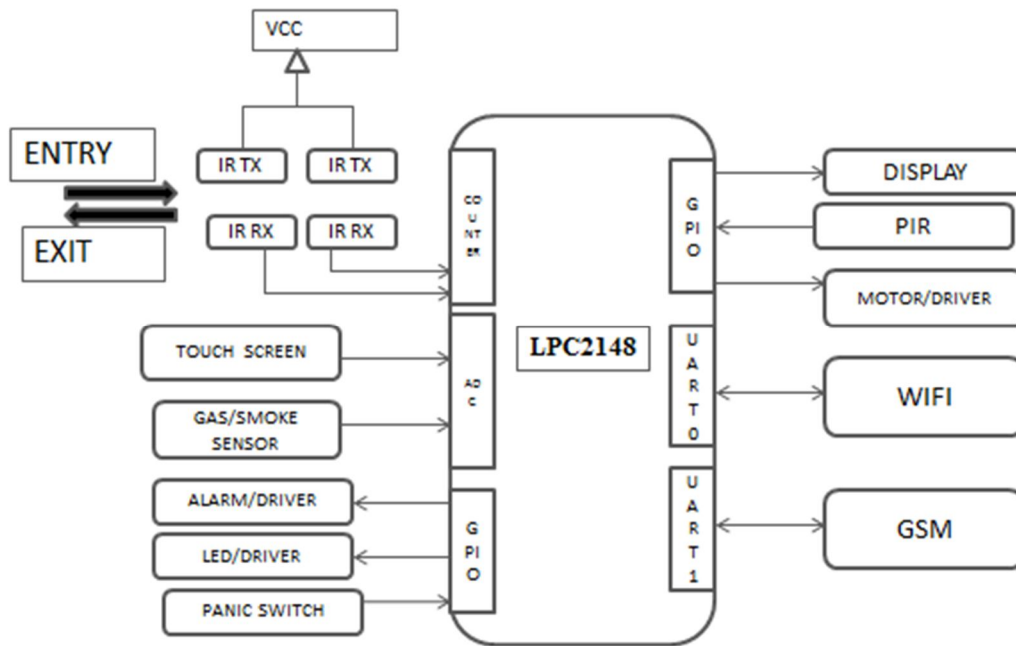 VCC
ENTRY
EXIT
IR TX
IR TX
IR RX
IR RX
TOUCH SCREEN
GAS/SMOKE
SENSOR
ALARM/DRIVER
LED/DRIVER
PANIC SWITCH
CO
U
NT
ER
AD
C
G
PI
O
LPC2148
G
PI
O
U
A
R
T
0
U
A
R
T
1
DISPLAY
PIR
MOTOR/DRIVER
WIFI
GSM